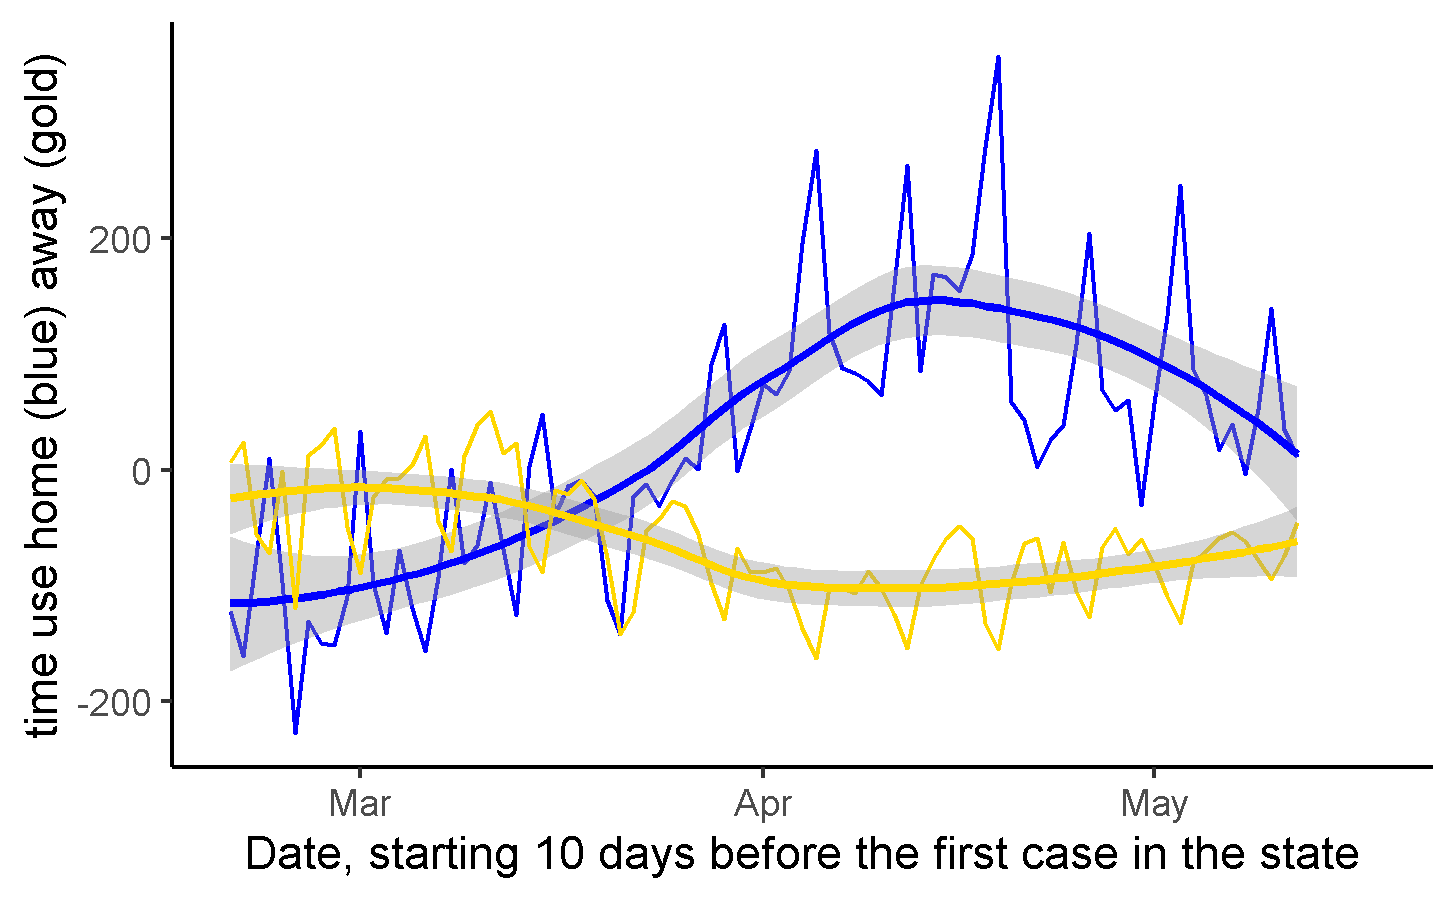 time use home (blue) away (gold)
200
0
-200
Mar
Apr
May
Date, starting 10 days before the first case in the state